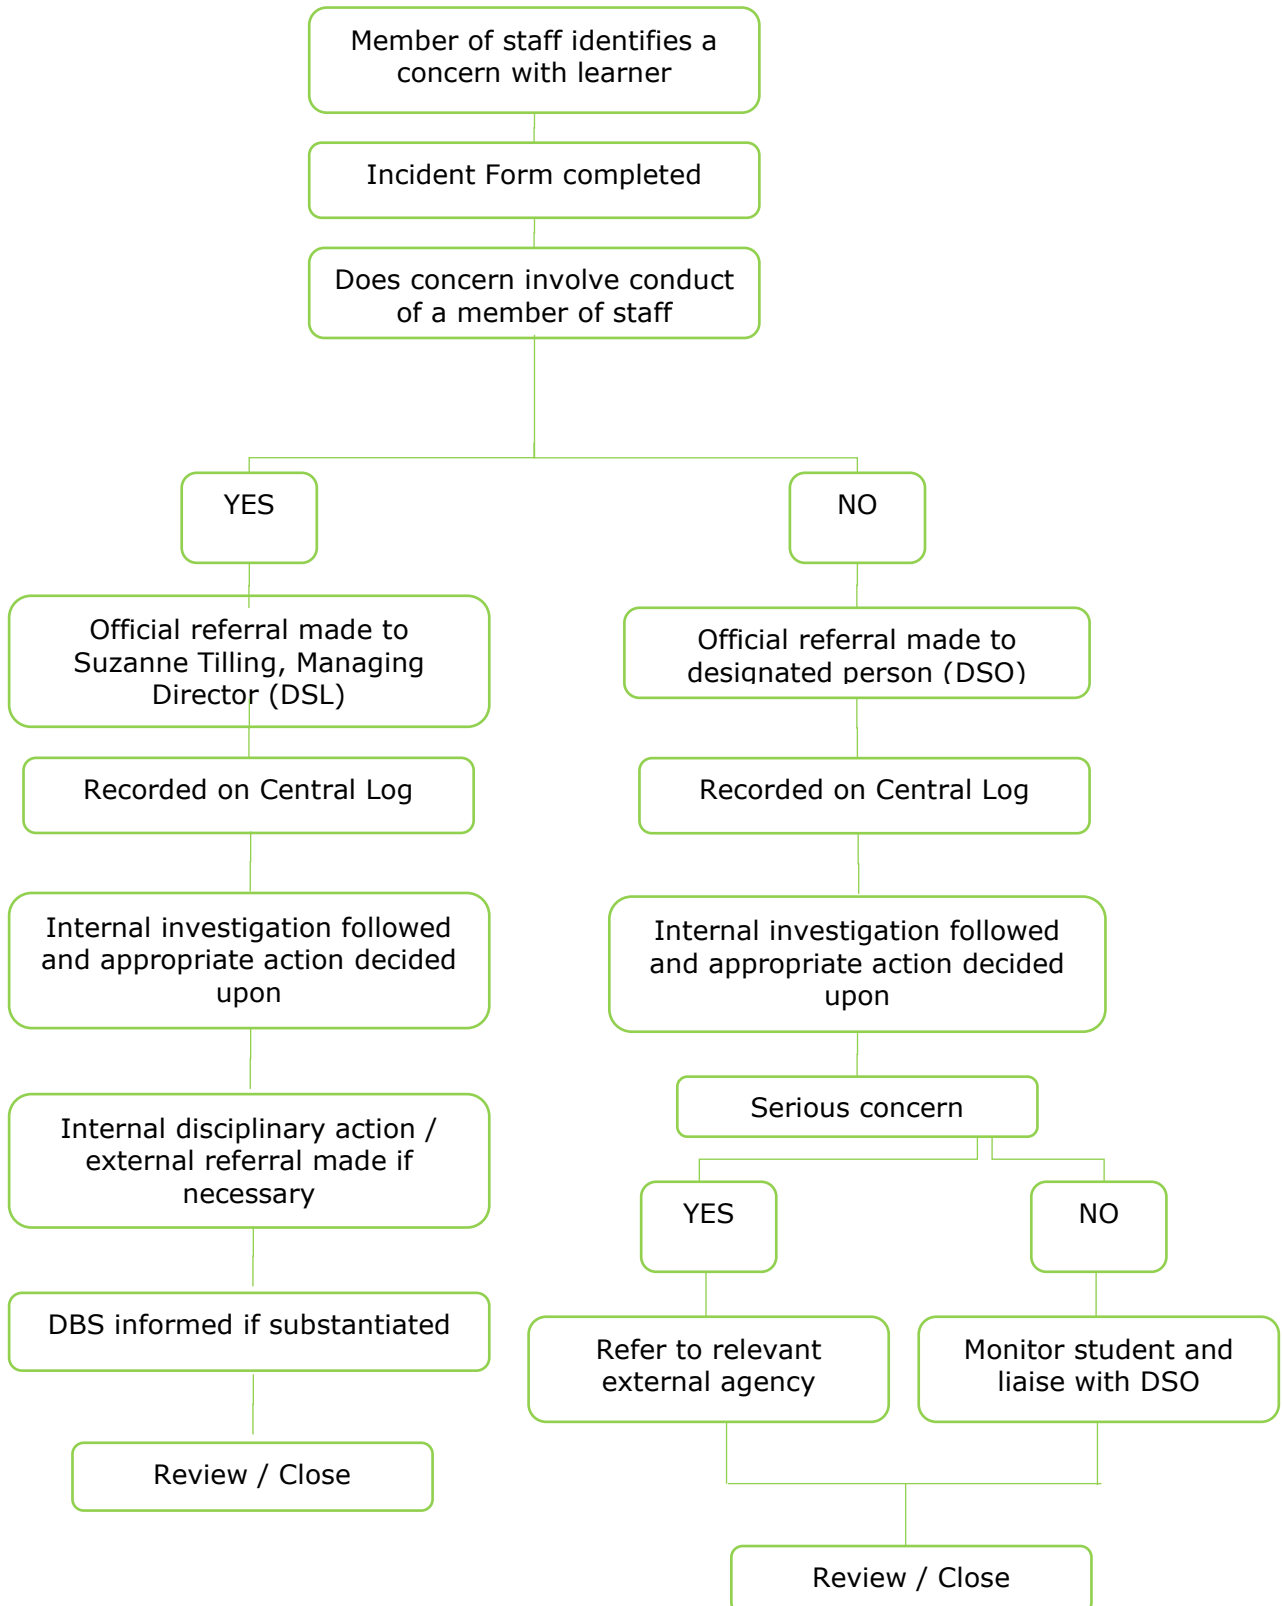 Member of staff identifies a
concern with learner
Incident Form completed
Does concern involve conduct
of a member of staff
YES
NO
Official referral made to
Suzanne Tilling, Managing
Director (DSL)
Official referral made to
designated person (DSO)
Recorded on Central Log
Recorded on Central Log
Internal investigation followed
and appropriate action decided
upon
Internal investigation followed
and appropriate action decided
upon
Serious concern
Internal disciplinary action /
external referral made if
necessary
YES
NO
DBS informed if substantiated
Refer to relevant
external agency
Monitor student and
liaise with DSO
Review / Close
Review / Close